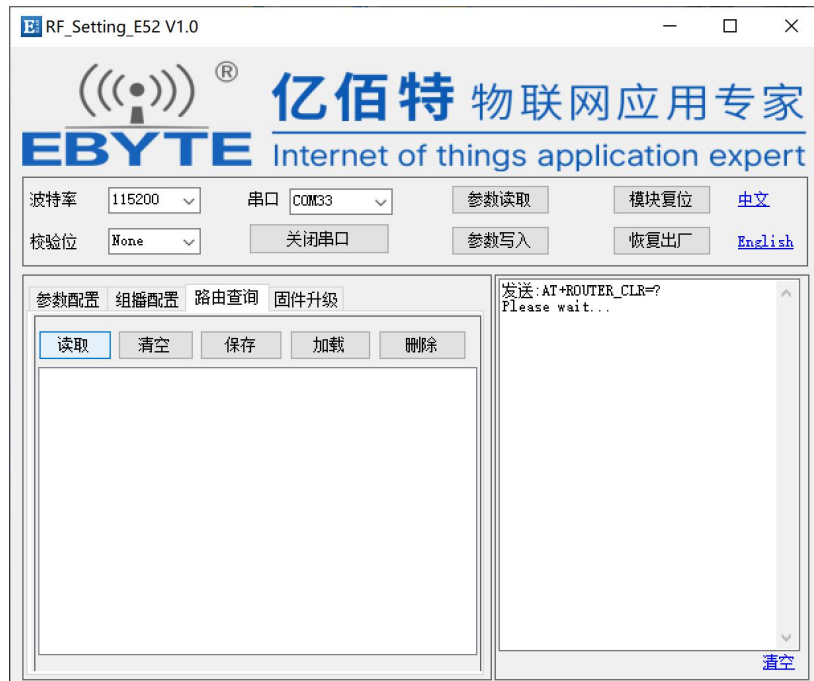 RF_Setting_E52 V1.0
®
亿佰特 物联网应用专家
EBYTE Internet of things application expert
波特率 115200 串口 COM33 参数读取 模块复位 中文
校验位 None 关闭串口 参数写入 恢复出厂 English
参数配置 组播配置 路由查询 固件升级
读取 清空 保存 加载 删除
发送:AT+ROUTER_CLR=?
Please wait...
清空